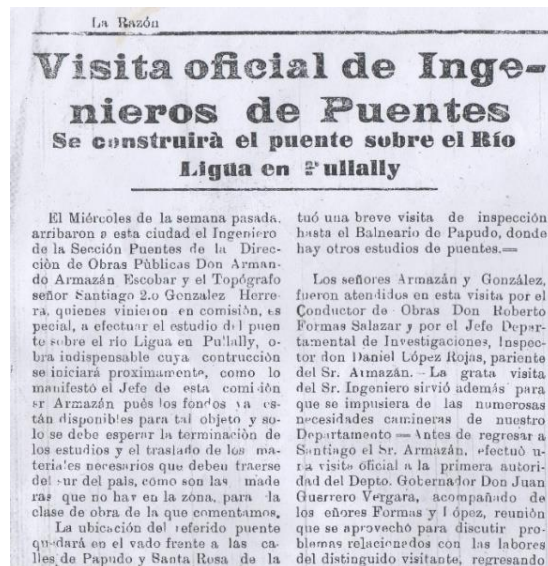 La Razón
Visita oficial de Inge-
nieros de Puentes
Se construirà el puente sobre el Río
Ligua en Pullally
El Miércoles de la semana pasada,
arribaron a esta ciudad el Ingeniero
de la Sección Puentes de la Direc-
ciòn de Obras Pùblicas Don Arman-
do Armazán Escobar y el Topógrafo
señor Santiago 2.o Gonzalez Herre-
ra, quienes vinieron en comisión, es
pecial, a efectuar el estudio del puen
te sobre el río Ligua en Pullally, o-
bra indispensable cuya contrucción
se iniciará proximamente, como lo
manifestó el Jefe de esta comisión
sr Armazán puès los fondos ya es-
tán disponibles para tal objeto y so-
lo se debe esperar la terminación de
los estudios y el traslado de los ma-
teriales necesarios que deben traerse
del sur del país, cómo son las made
ras que no hay en la zona, para la
clase de obra de la que comentamos.
La ubicación del referido puente
quedará en el vado frente a las ca-
lles de Papudo y Santa Rosa de la
tuó una breve visita de inspección
hasta el Balneario de Papudo, donde
hay otros estudios de puentes.=
Los señores Armazán y González,
fueron atendidos en esta visita por el
Conductor de Obras Don Roberto
Formas Salazar y por el Jefe Depar-
tamental de Investigaciones, Inspec-
tor don Daniel López Rojas, pariente
del Sr. Armazán.- La grata visita
del Sr. Ingeniero sirvió además para
que se impusiera de las numerosas
necesidades camineras de nuestro
Departamento — Antes de regresar a
Santiago el Sr. Armazán, efectuó u-
na visita oficial a la primera autori-
dad del Depto. Gobernador Don Juan
Guerrero Vergara, acompañado de
los eñores Formas y López, reunión
que se aprovechó para discutir pro-
blemas relacionados con las labores
del distinguido visitante, regresando